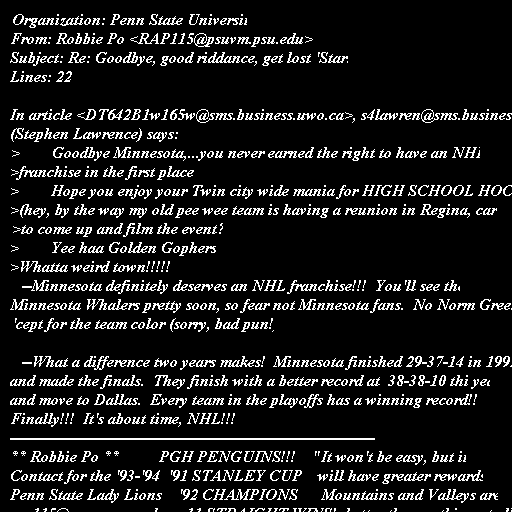 Organization: Penn State Universit
From: Robbie Po <RAP115@psuvm.psu.edu>
Subject: Re: Goodbye, good riddance, get lost 'Stars
Lines: 22
In article <DT642B1w165w@sms.business.uwo.ca>, s4lawren@sms.busines
(Stephen Lawrence) says:
> Goodbye Minnesota,...you never earned the right to have an NHL
>franchise in the first place
> Hope you enjoy your Twin city wide mania for HIGH SCHOOL HOC
>(hey, by the way my old pee wee team is having a reunion in Regina, car
>to come up and film the event?
> Yee haa Golden Gophers
>Whatta weird town!!!!!
--Minnesota definitely deserves an NHL franchise!!! You'll see the
Minnesota Whalers pretty soon, so fear not Minnesota fans. No Norm Gree
'cept for the team color (sorry, bad pun!
--What a difference two years makes! Minnesota finished 29-37-14 in 199
and made the finals. They finish with a better record at 38-38-10 thi yea
and move to Dallas. Every team in the playoffs has a winning record!!
Finally!!! It's about time, NHL!!!
** Robbie Po ** PGH PENGUINS!!! "It won't be easy, but it
Contact for the '93-'94 '91 STANLEY CUP will have greater rewards
Penn State Lady Lions '92 CHAMPIONS Mountains and Valleys are
11 STRAIGHT WINS!